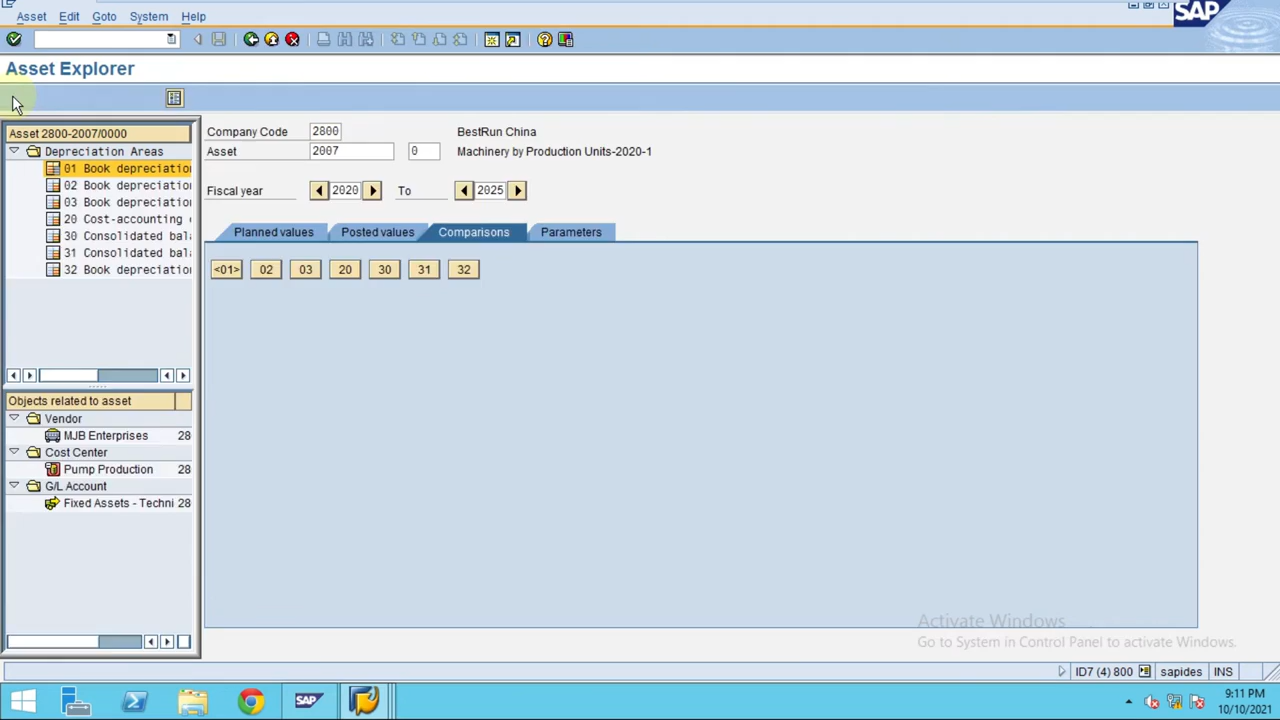 Asset Edit Goto System Help
SAP
Asset Explorer
Asset 2800-2007/0000
Depreciation Areas
01 Book depreciatio
02 Book depreciatio
03 Book depreciatio
20 Cost-accounting
30 Consolidated bal
31 Consolidated bal
32 Book depreciatio
Objects related to asset
Vendor
MJB Enterprises 28
Cost Center
Pump Production 28
G/L Account
Fixed Assets - Techni 28
Company Code 2800 BestRun China
Asset 2007 0 Machinery by Production Units-2020-1
Fiscal year 2020 To 2025
Planned values Posted values Comparisons Parameters
<01> 02 03 20 30 31 32
Activate Windows
Go to System in Control Panel to activate Windows.
ID7 (4) 800 sapides INS
SAP
9:11 PM
10/10/2021